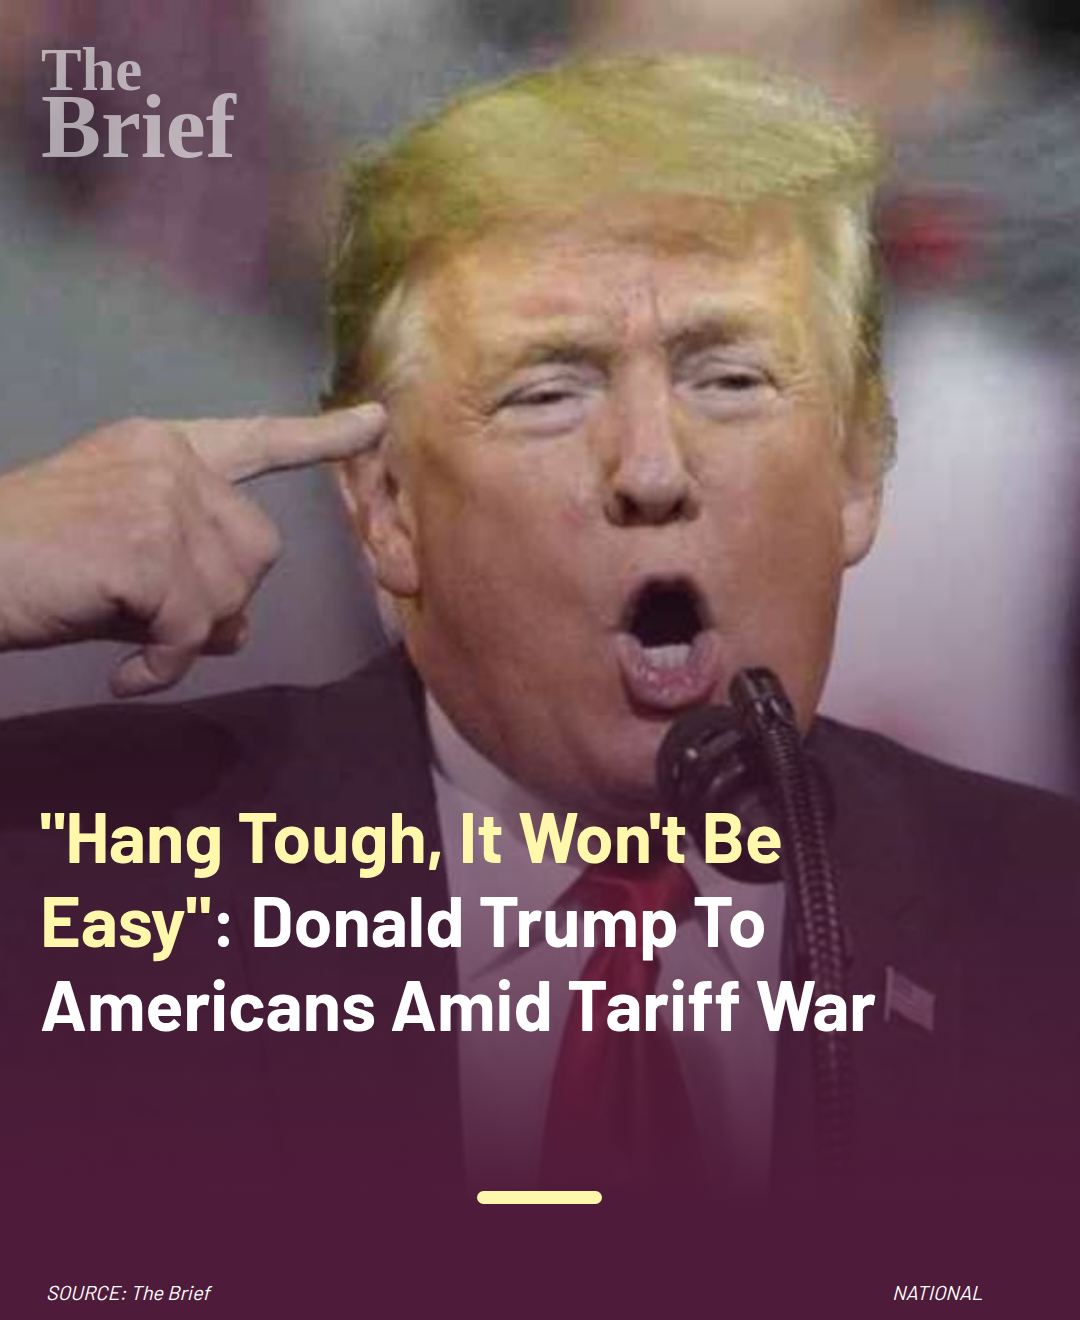 The
Brief
"Hang Tough, It Won't Be
Easy": Donald Trump To
Americans Amid Tariff War
SOURCE: The Brief
NATIONAL